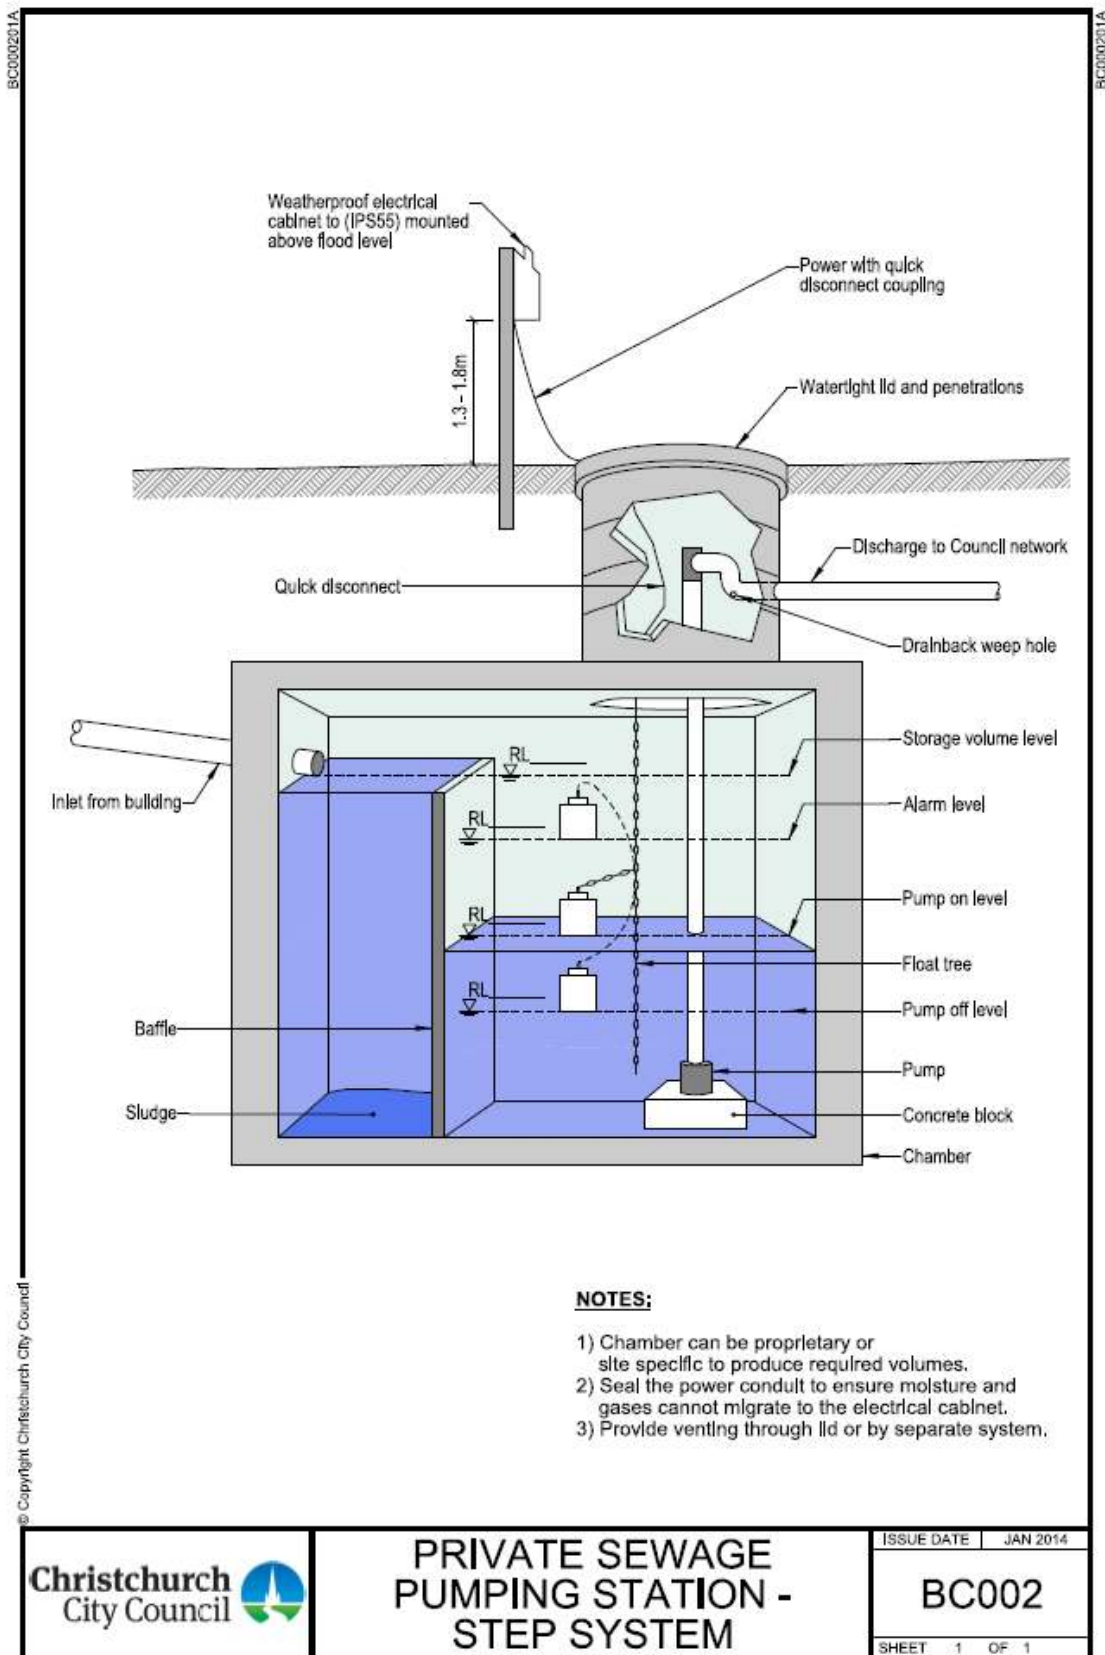 BC000201A
BC000201A
Weatherproof electrical
cabinet to (IPS55) mounted
above flood level
Power with quick
disconnect coupling
1.3 – 1.8m
Watertight lid and penetrations
Discharge to Council network
Quick disconnect
Drainback weep hole
Storage volume level
RL
Inlet from building
Alarm level
RL
Pump on level
RL
Float tree
RL
Pump off level
Baffle
Pump
Sludge
Concrete block
Chamber
NOTES:
1) Chamber can be proprietary or
site specific to produce required volumes.
2) Seal the power conduit to ensure moisture and
gases cannot migrate to the electrical cabinet.
3) Provide venting through lid or by separate system.
© Copyright Christchurch City Council
Christchurch
City Council
PRIVATE SEWAGE
PUMPING STATION -
STEP SYSTEM
ISSUE DATE JAN 2014
BC002
SHEET 1 OF 1